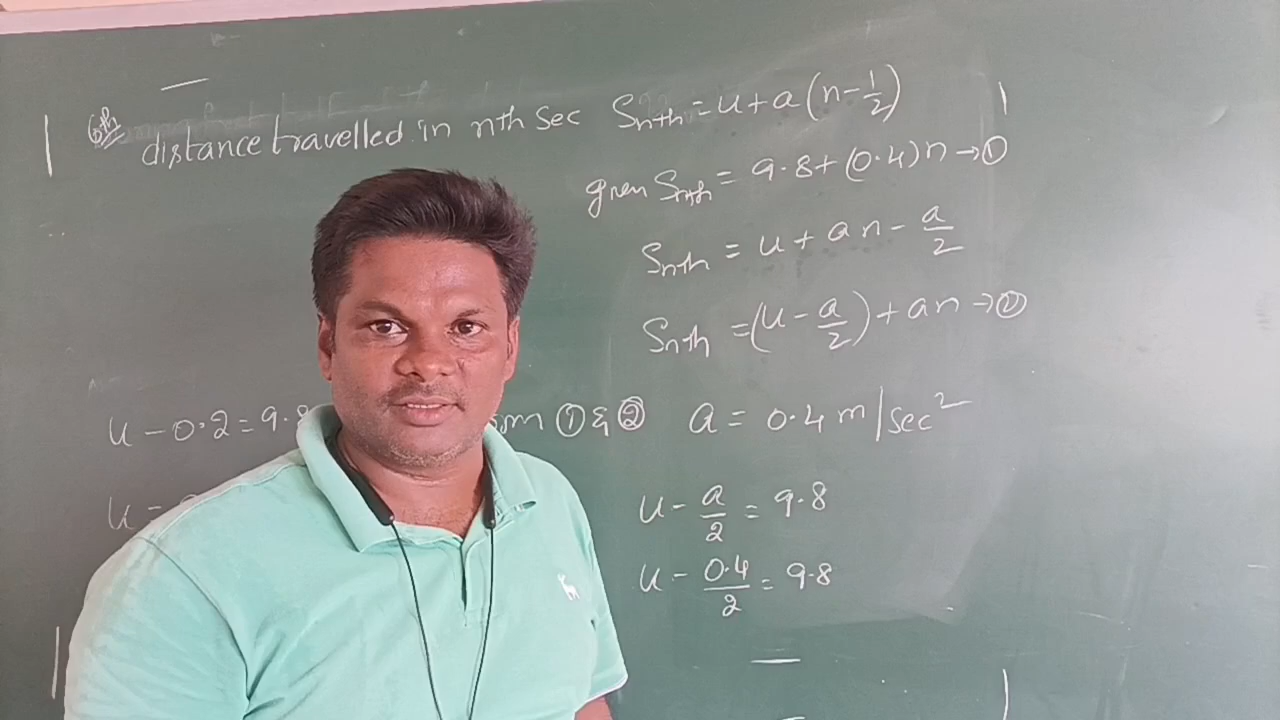 6th
distance travelled in nth sec Snth = u + a (n - 1/2)
given Snth = 9.8 + (0.4) n → ①
Snth = u + an - a/2
Snth = (u - a/2) + an → ②
① & ② a = 0.4 m/sec²
u - a/2 = 9.8
u - 0.4/2 = 9.8
u - 0.2 = 9.8
u =